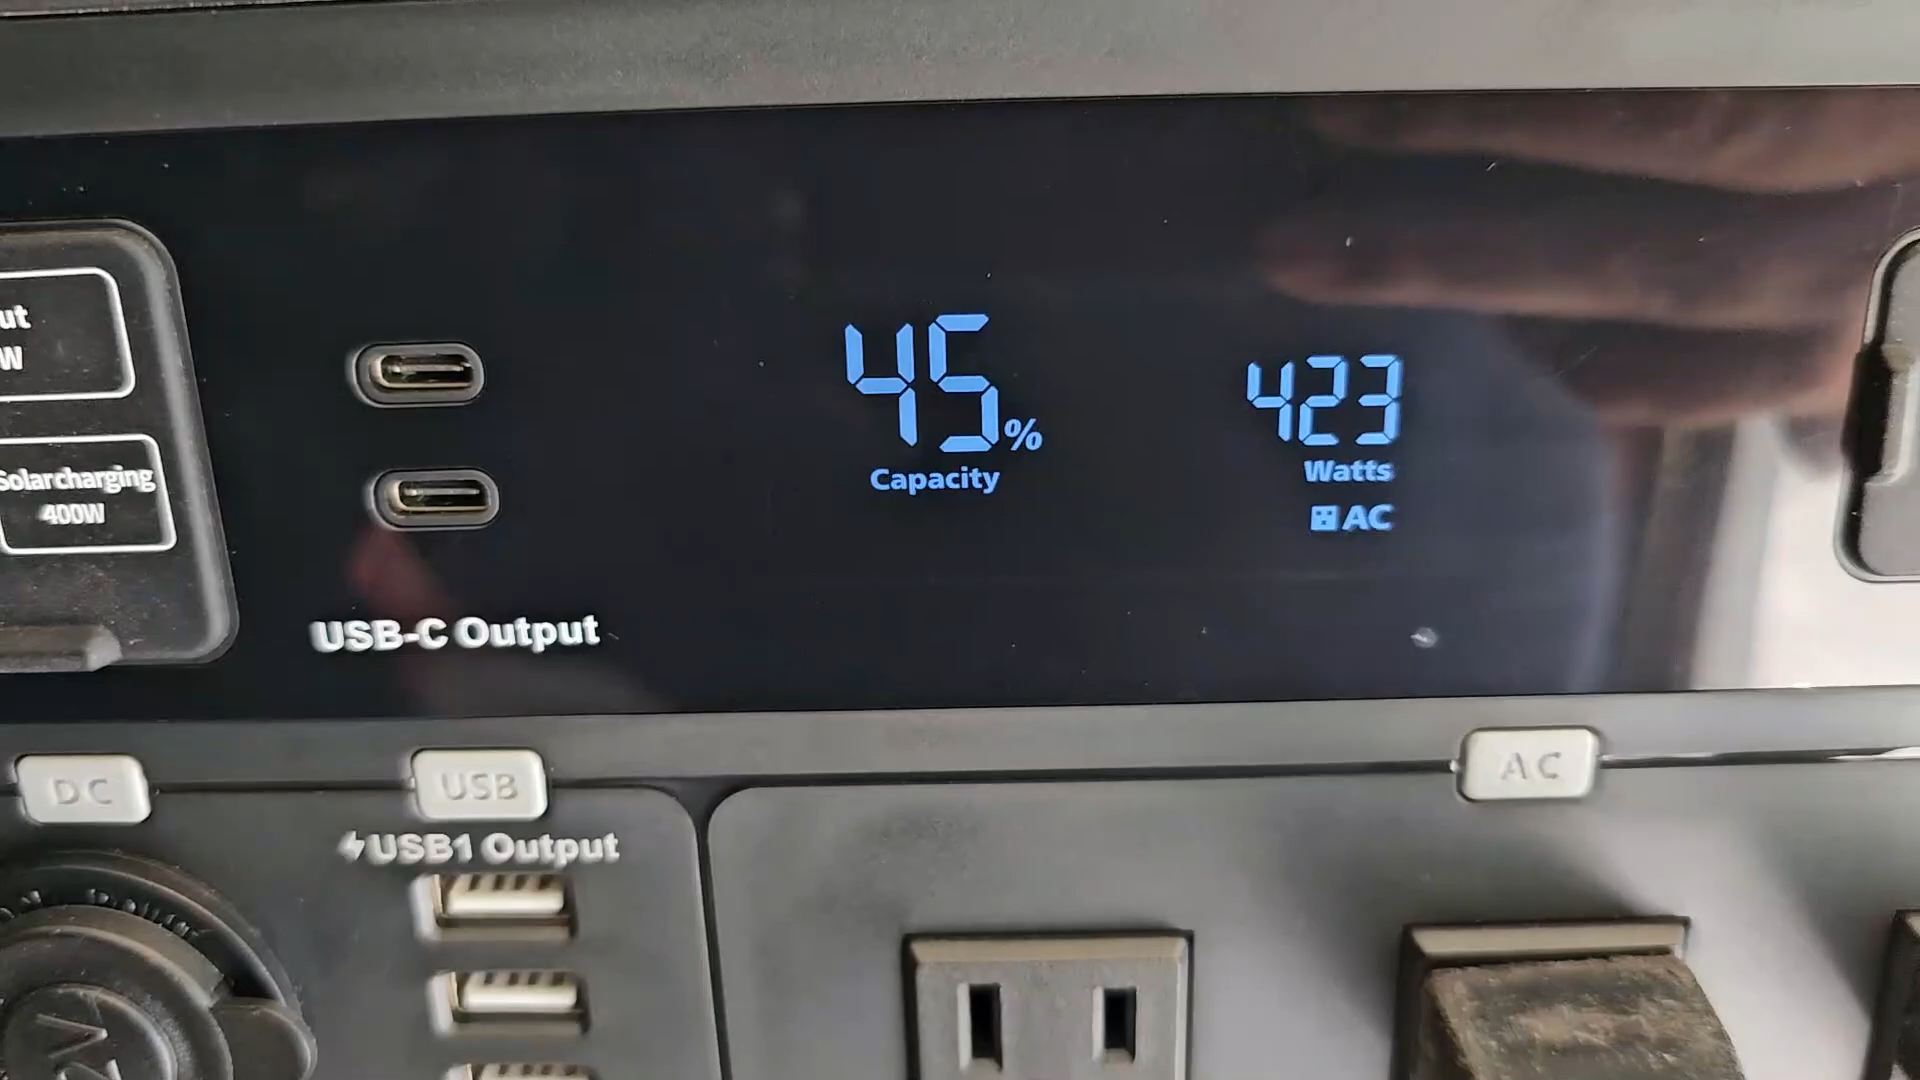 ut
W
Solarcharging
400W
USB-C Output
45%
Capacity
423
Watts
AC
DC
USB
AC
USB1 Output